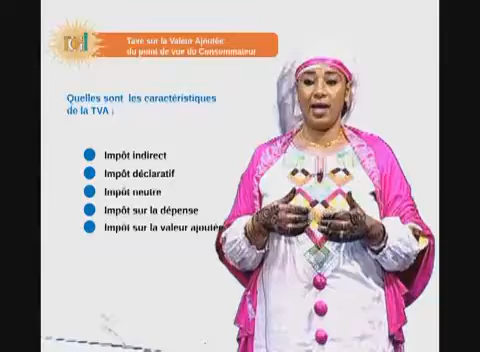 Taxe sur la Valeur Ajoutée
du point de vue du Consommateur
Quelles sont les caractéristiques
de la TVA ¡
Impôt indirect
Impôt déclaratif
Impôt neutre
Impôt sur la dépense
Impôt sur la valeur ajoutée